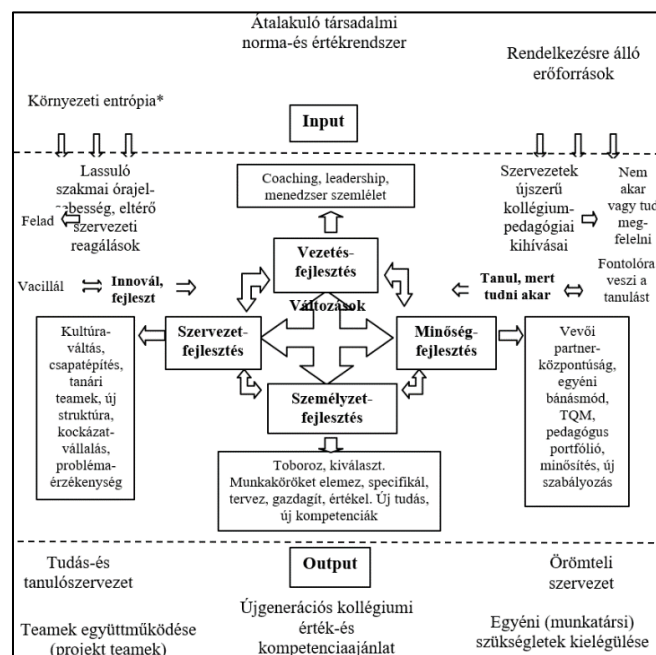 Átalakuló társadalmi
norma-és értékrendszer
Rendelkezésre álló
erőforrások
Környezeti entrópia*
Input
Lassuló
szakmai órajel-
sebesség, eltérő
szervezeti
reagálások
Felad
Coaching, leadership,
menedzser szemlélet
Szervezetek
újszerű
kollégium-
pedagógiai
kihívásai
Nem
akar
vagy tud
meg-
felelni
Vezetés-
fejlesztés
Vacillál
Innovál,
fejleszt
Változások
Tanul, mert
tudni akar
Fontolóra
veszi a
tanulást
Kultúra-
váltás,
csapatépítés,
tanári
teamek, új
struktúra,
kockázat-
vállalás,
probléma-
érzékenység
Szervezet-
fejlesztés
Minőség-
fejlesztés
Vevői
partner-
központúság,
egyéni
bánásmód,
TQM,
pedagógus
portfólió,
minősítés, új
szabályozás
Személyzet-
fejlesztés
Toboroz, kiválaszt.
Munkaköröket elemez, specifikál,
tervez, gazdagít, értékel. Új tudás,
új kompetenciák
Output
Tudás-és
tanulószervezet
Örömteli
szervezet
Teamek együttműködése
(projekt teamek)
Újgenerációs kollégiumi
érték-és
kompetenciaajánlat
Egyéni (munkatársi)
szükségletek kielégülése